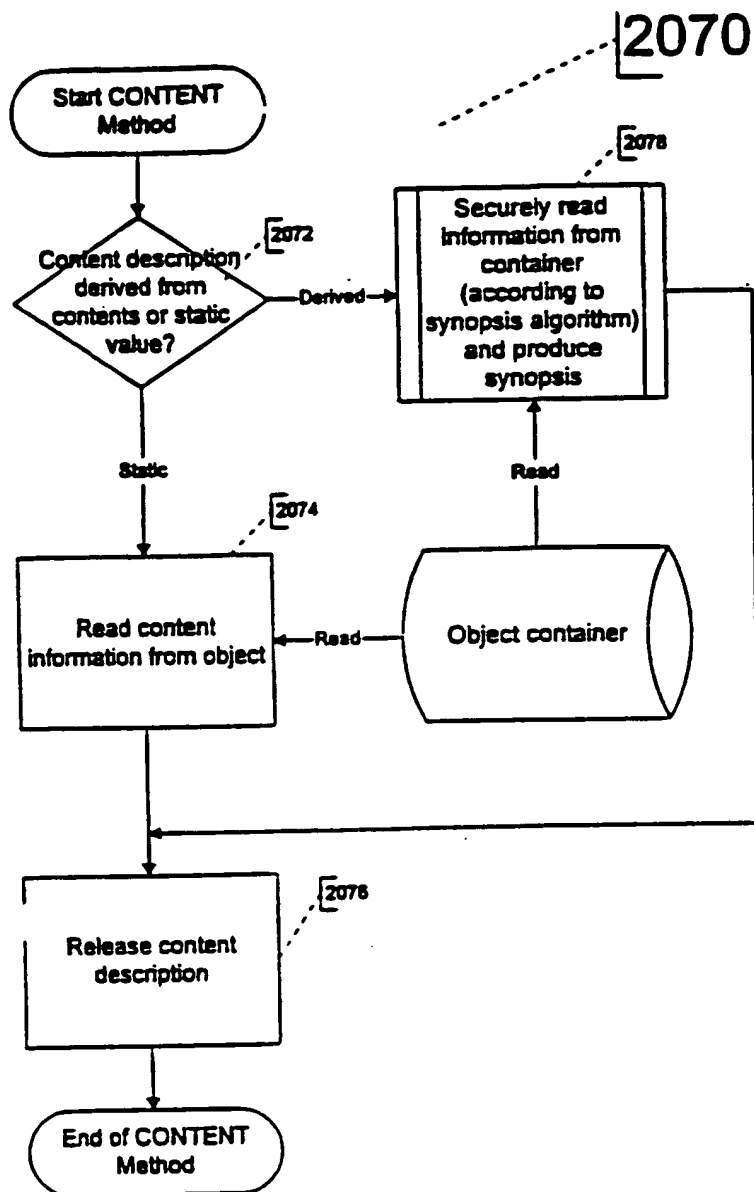 2070
Start CONTENT
Method
2078
2072
Content description
derived from
contents or static
value?
Derived
Securely read
information from
container
(according to
synopsis algorithm)
and produce
synopsis
Static
Read
2074
Read content
information from object
Read
Object container
2076
Release content
description
End of CONTENT
Method